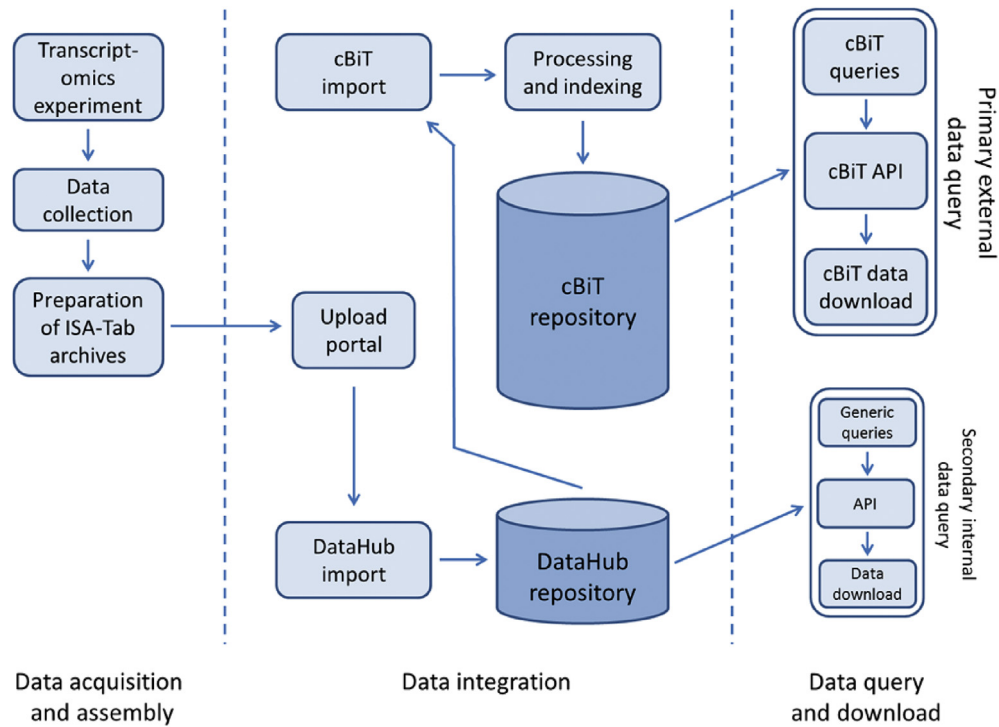 Transcript-
omics
experiment
Data
collection
Preparation
of ISA-Tab
archives
cBiT
import
Processing
and indexing
cBiT
repository
Upload
portal
DataHub
import
DataHub
repository
cBiT
queries
cBiT API
cBiT data
download
Primary external
data query
Generic
queries
API
Data
download
Secondary internal
data query
Data acquisition
and assembly
Data integration
Data query
and download